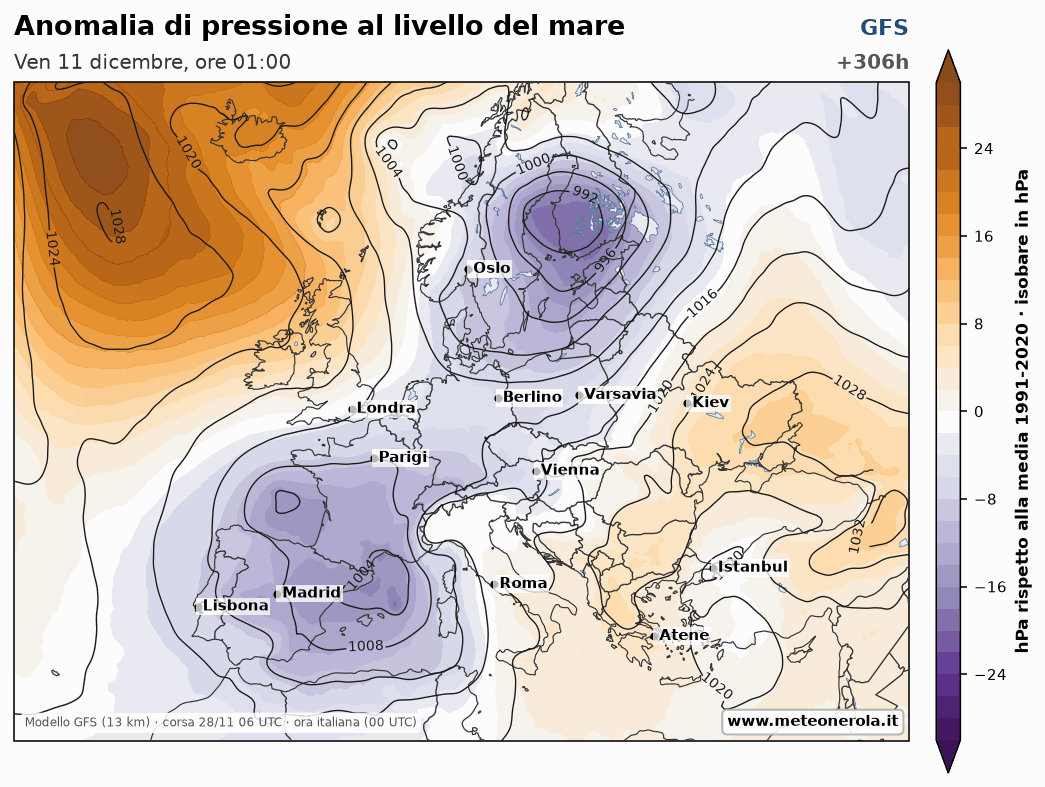 Anomalia di pressione al livello del mare
GFS
Ven 11 dicembre, ore 01:00
+306h
1020
1004
1000
1000
992
1028
1024
996
Oslo
1016
1024
1028
1020
Berlino
Varsavia
Kiev
Londra
Parigi
Vienna
1032
1004
Istanbul
Madrid
Roma
Lisbona
Atene
1008
1020
Modello GFS (13 km) · corsa 28/11 06 UTC · ora italiana (00 UTC)
www.meteonerola.it
24
16
8
0
−8
−16
−24
hPa rispetto alla media 1991-2020 · isobare in hPa